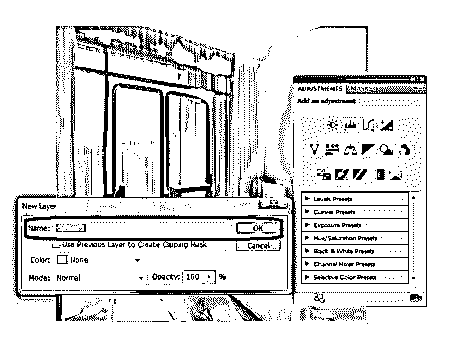 ADJUSTMENTS
Add an adjustment
Levels Presets
Curves Presets
Exposure Presets
Hue/Saturation Presets
Black & White Presets
Channel Mixer Presets
Selective Color Presets
New Layer
Name:
OK
Use Previous Layer to Create Clipping Mask
Cancel
Color: None
Mode: Normal Opacity: 100 %